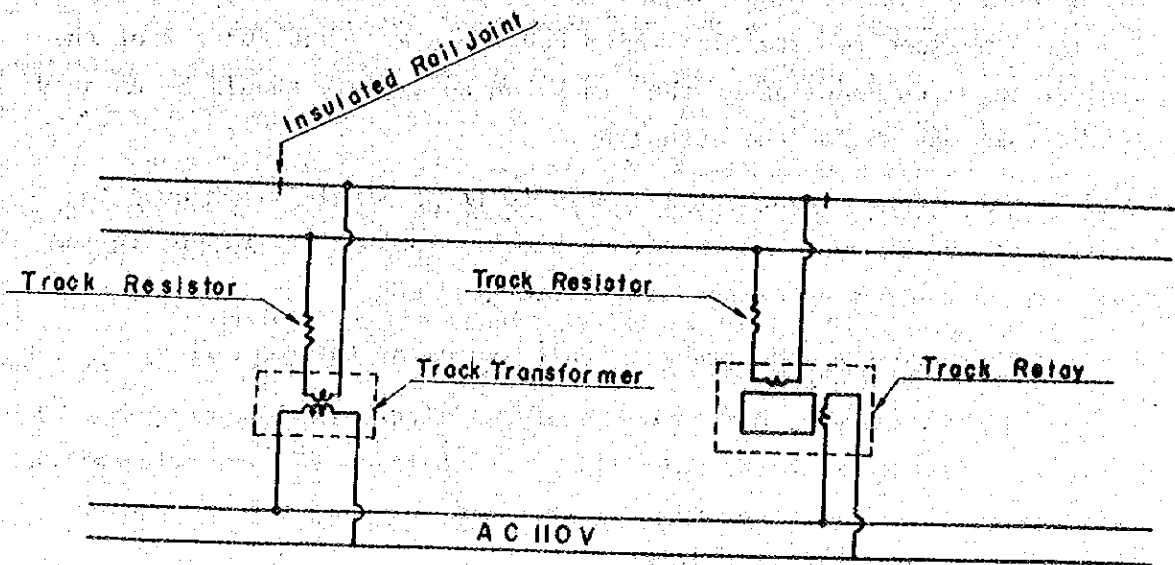 Insulated Rail Joint
Track Resistor
Track Resistor
Track Transformer
Track Relay
AC 110V